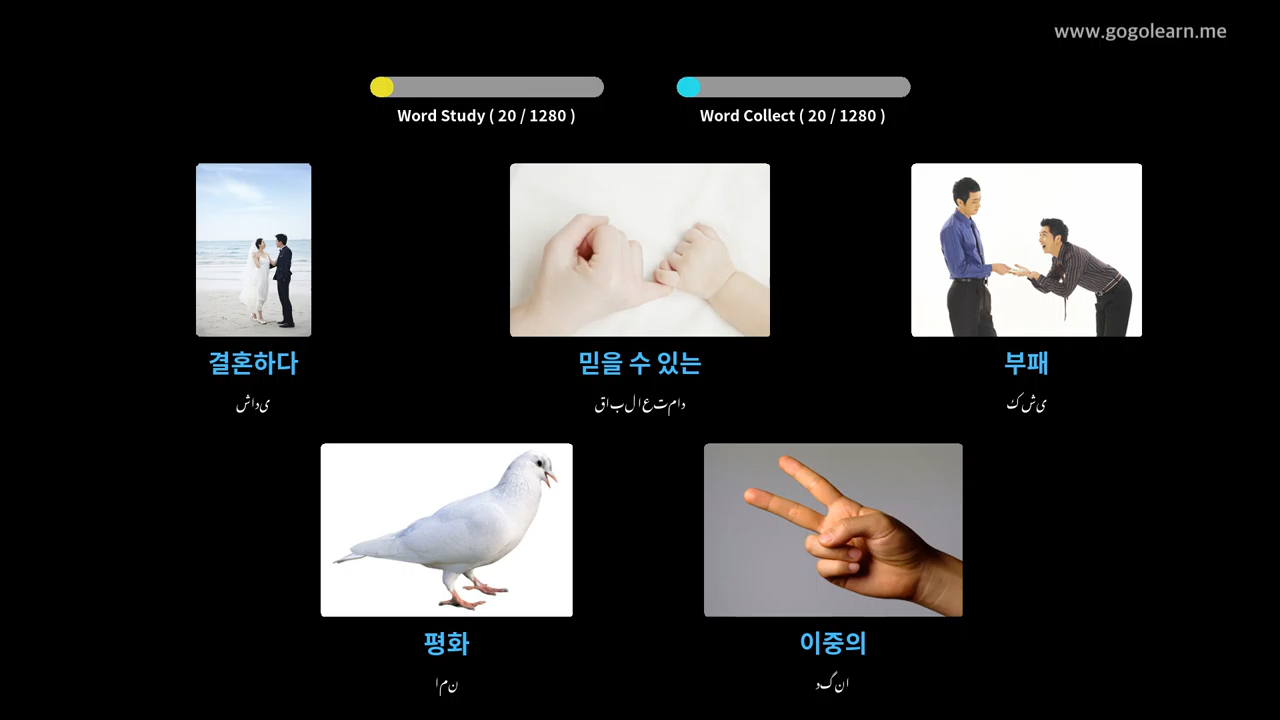 www.gogolearn.me
Word Study ( 20 / 1280 )
Word Collect ( 20 / 1280 )
결혼하다
شادی
믿을 수 있는
قابل اعتماد
부패
کشی
평화
امن
이중의
دگنا